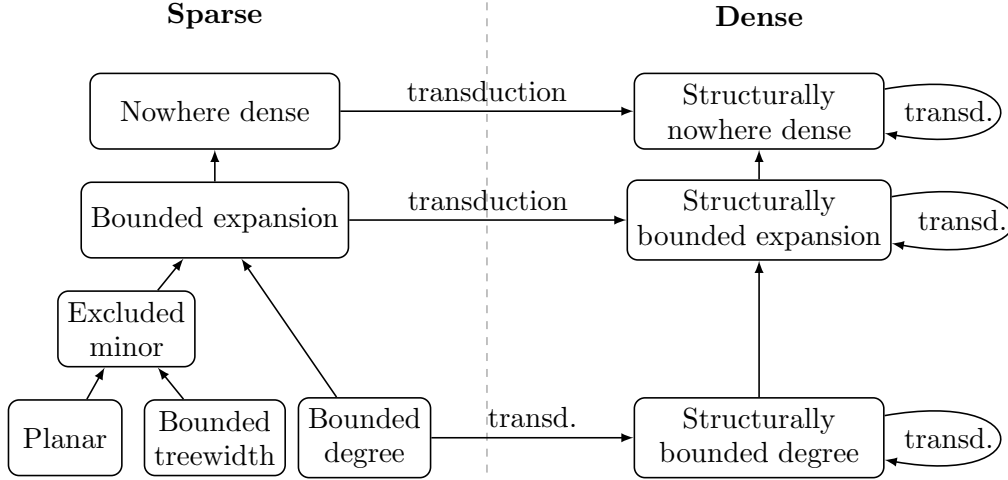 Sparse
Dense
Nowhere dense
transduction
Structurally
nowhere dense
transd.
Bounded expansion
transduction
Structurally
bounded expansion
transd.
Excluded
minor
Planar
Bounded
treewidth
Bounded
degree
transd.
Structurally
bounded degree
transd.